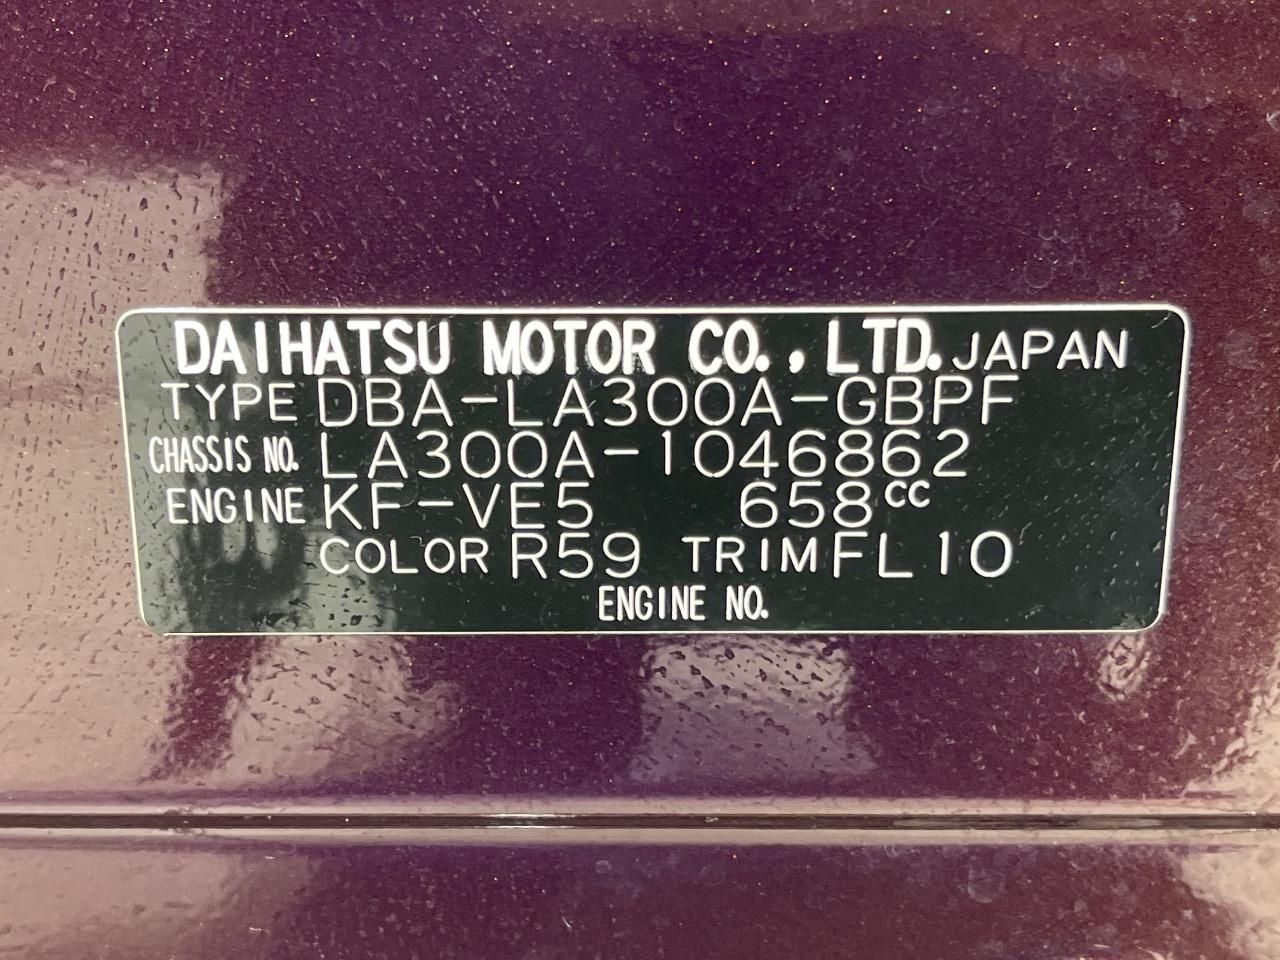 DAIHATSU MOTOR CO., LTD. JAPAN
TYPE DBA-LA300A-GBPF
CHASSIS NO. LA300A-1046862
ENGINE KF-VE5 658cc
COLOR R59 TRIM FL10
ENGINE NO.